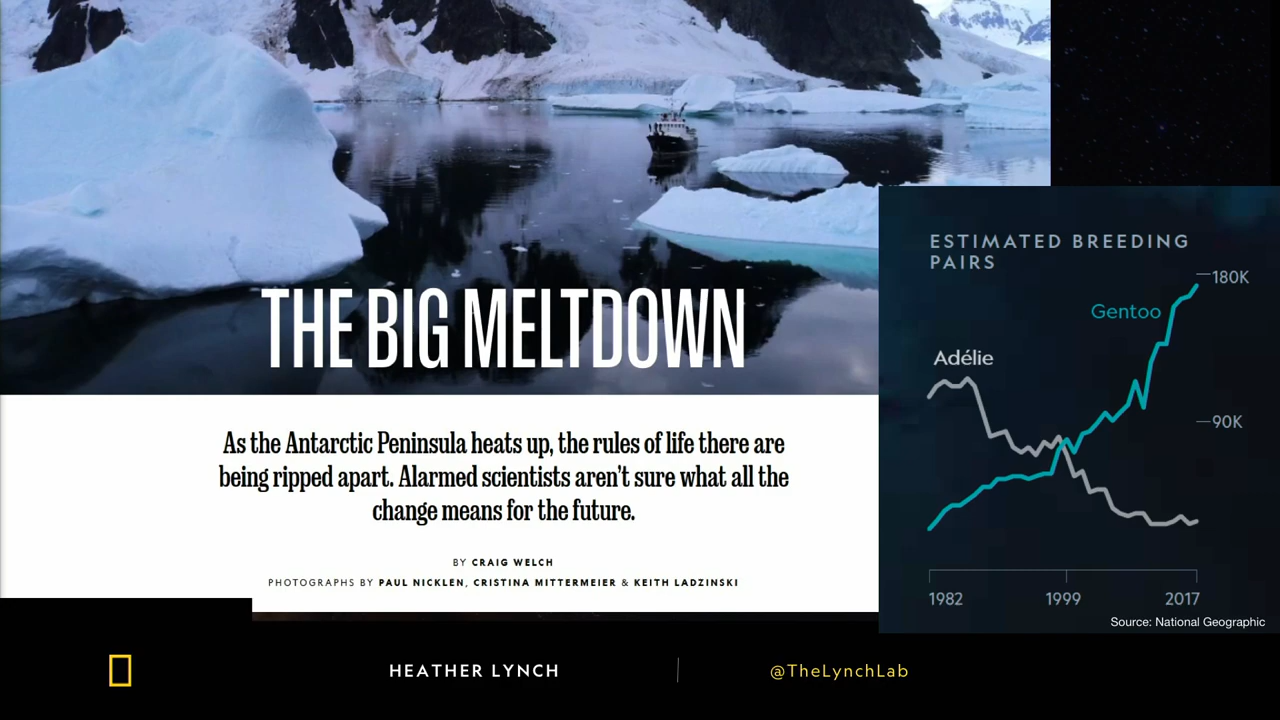 THE BIG MELTDOWN
As the Antarctic Peninsula heats up, the rules of life there are
being ripped apart. Alarmed scientists aren't sure what all the
change means for the future.
BY CRAIG WELCH
PHOTOGRAPHS BY PAUL NICKLEN, CRISTINA MITTERMEIER & KEITH LADZINSKI
ESTIMATED BREEDING
PAIRS
180K
Gentoo
Adélie
90K
1982 1999 2017
Source: National Geographic
HEATHER LYNCH
@TheLynchLab